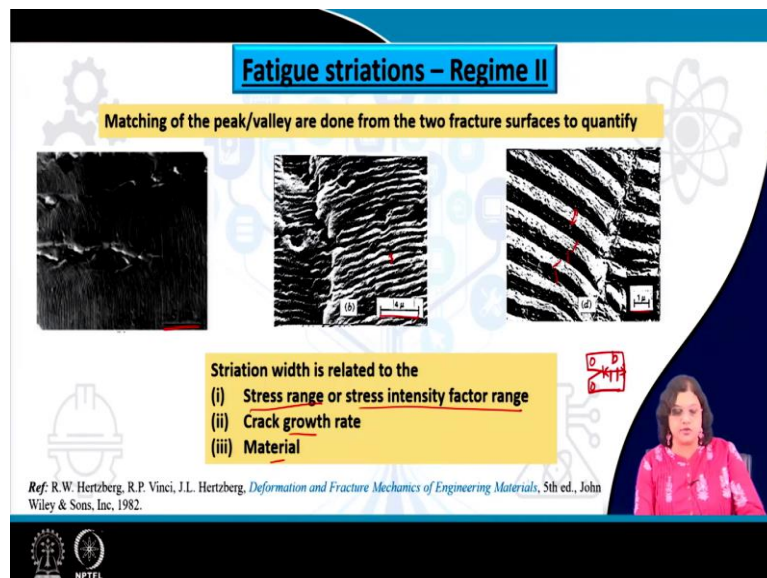 Fatigue striations – Regime II
Matching of the peak/valley are done from the two fracture surfaces to quantify
(b)
4 μ
(d)
1μ
Striation width is related to the
(i) Stress range or stress intensity factor range
(ii) Crack growth rate
(iii) Material
Ref: R.W. Hertzberg, R.P. Vinci, J.L. Hertzberg, Deformation and Fracture Mechanics of Engineering Materials, 5th ed., John
Wiley & Sons, Inc, 1982.
NPTEL